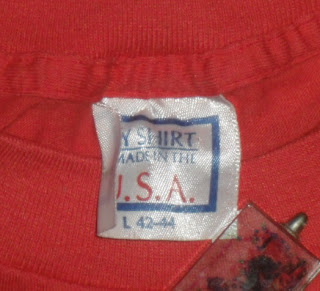 Y SHIRT
MADE IN THE
U.S.A.
L 42-44